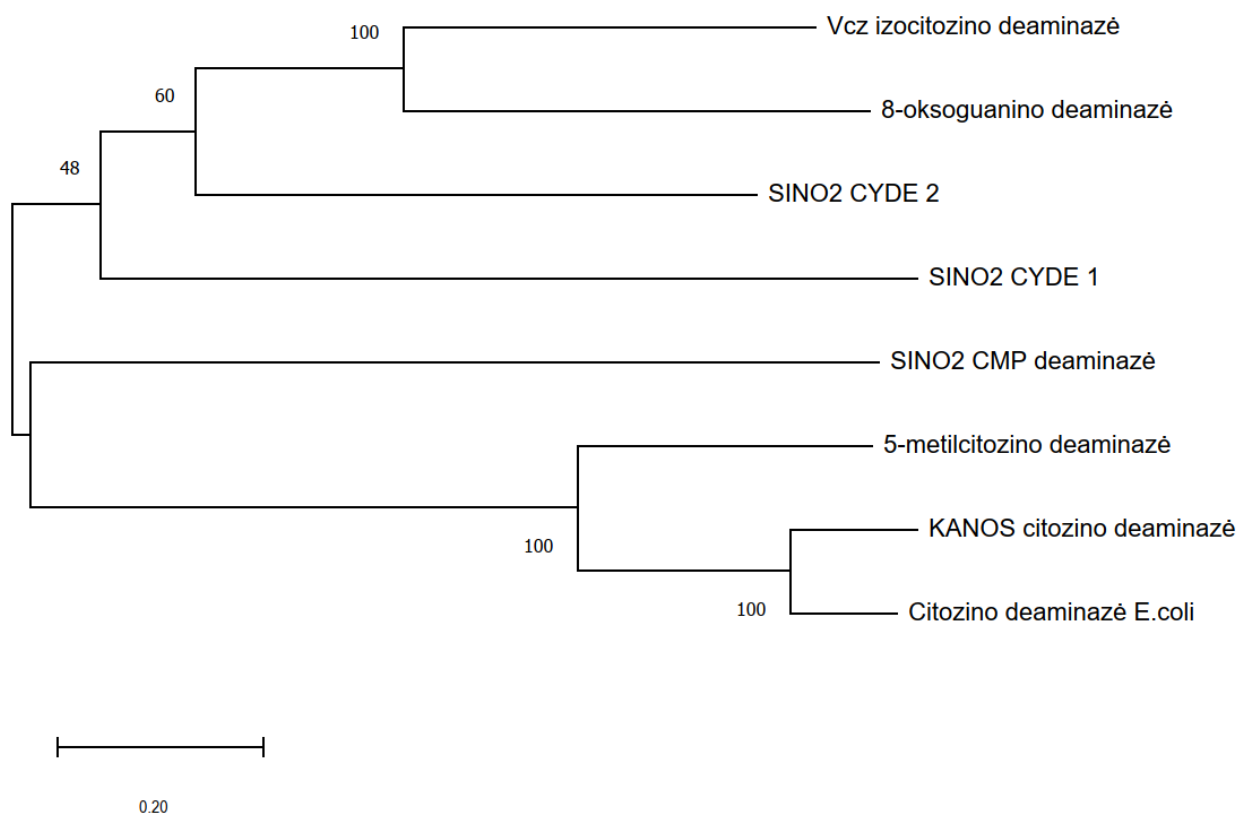 Vcz izocitozino deaminazė
100
8-oksoguanino deaminazė
60
48
SINO2 CYDE 2
SINO2 CYDE 1
SINO2 CMP deaminazė
5-metilcitozino deaminazė
KANOS citozino deaminazė
100
100
Citozino deaminazė E.coli
0.20